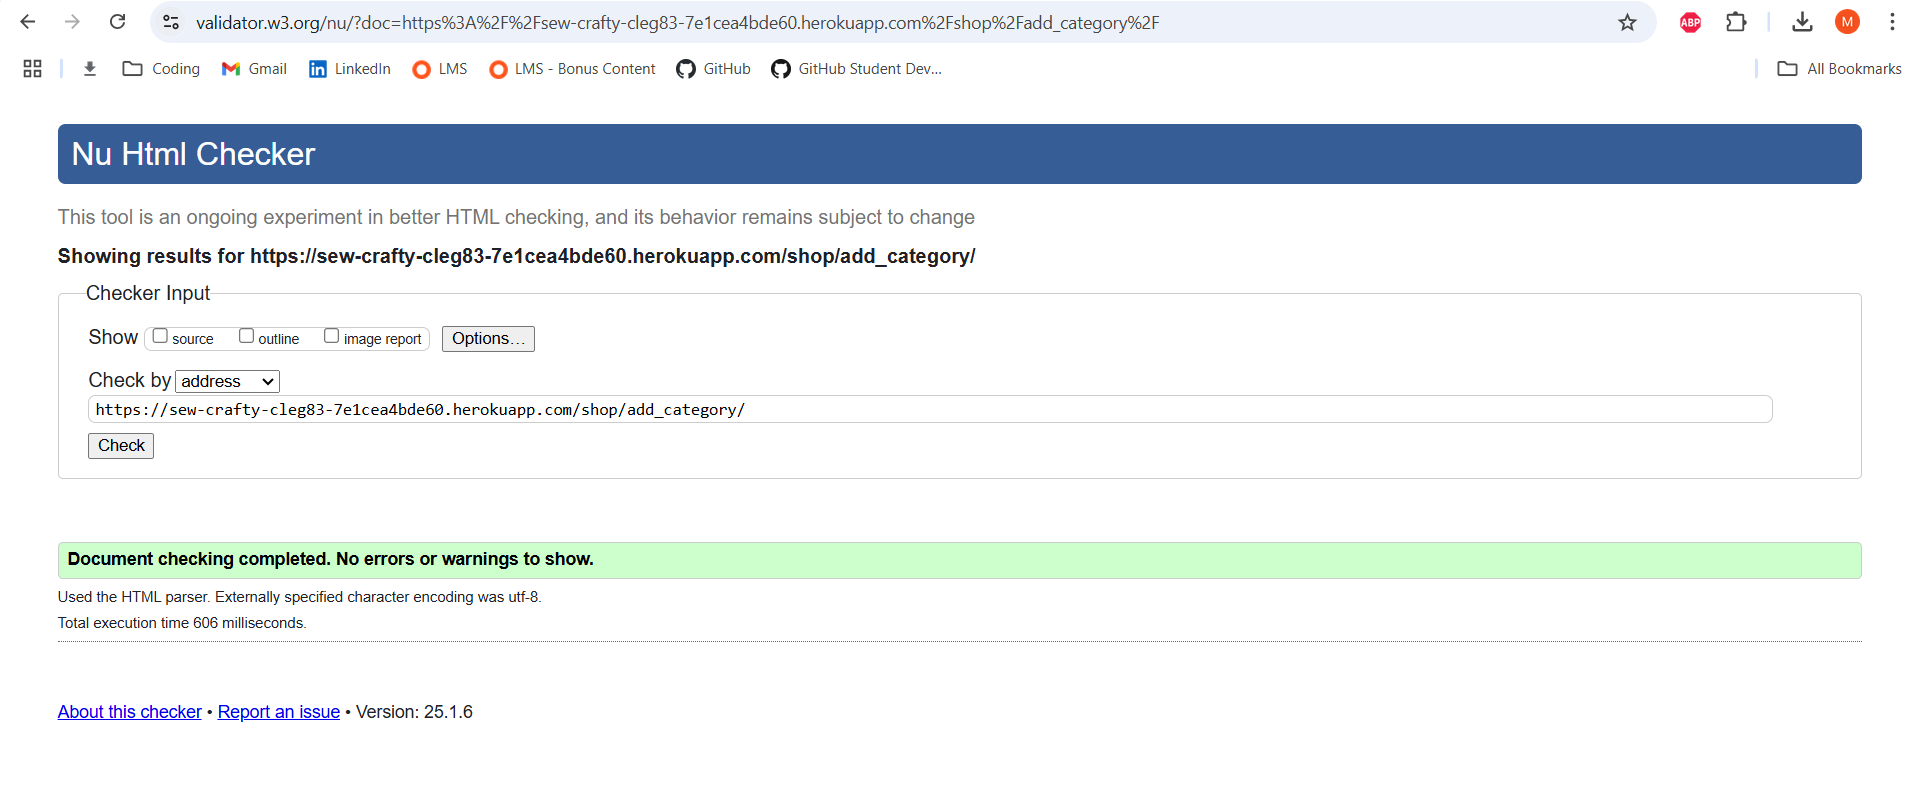 validator.w3.org/nu/?doc=https%3A%2F%2Fsew-crafty-cleg83-7e1cea4bde60.herokuapp.com%2Fshop%2Fadd_category%2F
ABP
M
Coding Gmail LinkedIn LMS LMS - Bonus Content GitHub GitHub Student Dev... All Bookmarks
Nu Html Checker
This tool is an ongoing experiment in better HTML checking, and its behavior remains subject to change
Showing results for https://sew-crafty-cleg83-7e1cea4bde60.herokuapp.com/shop/add_category/
Checker Input
Show source outline image report Options...
Check by address
https://sew-crafty-cleg83-7e1cea4bde60.herokuapp.com/shop/add_category/
Check
Document checking completed. No errors or warnings to show.
Used the HTML parser. Externally specified character encoding was utf-8.
Total execution time 606 milliseconds.
About this checker • Report an issue • Version: 25.1.6